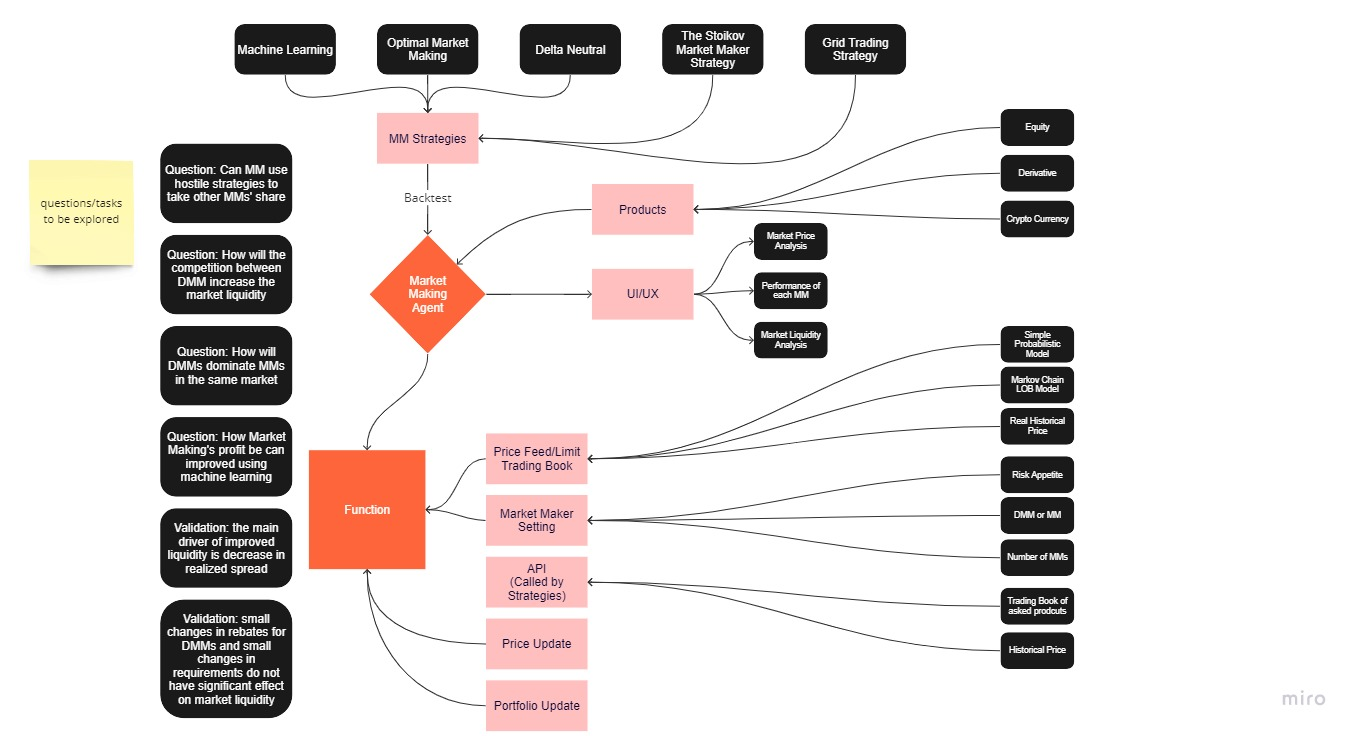 Machine Learning
Optimal Market
Making
Delta Neutral
The Stoikov
Market Maker
Strategy
Grid Trading
Strategy
MM Strategies
Backtest
questions/tasks
to be explored
Question: Can MM use
hostile strategies to
take other MMs' share
Question: How will the
competition between
DMM increase the
market liquidity
Question: How will
DMMs dominate MMs
in the same market
Question: How Market
Making's profit be can
improved using
machine learning
Validation: the main
driver of improved
liquidity is decrease in
realized spread
Validation: small
changes in rebates for
DMMs and small
changes in
requirements do not
have significant effect
on market liquidity
Products
Equity
Derivative
Crypto Currency
Market
Making
Agent
UI/UX
Market Price
Analysis
Performance of
each MM
Market Liquidity
Analysis
Function
Price Feed/Limit
Trading Book
Market Maker
Setting
API
(Called by
Strategies)
Price Update
Portfolio Update
Simple
Probabilistic
Model
Markov Chain
LOB Model
Real Historical
Price
Risk Appetite
DMM or MM
Number of MMs
Trading Book of
asked prodcuts
Historical Price
miro